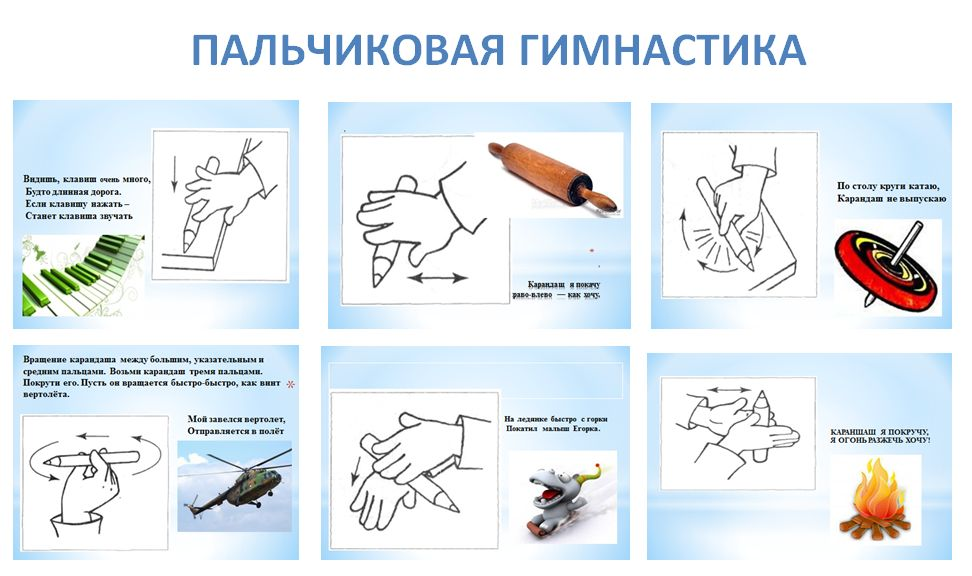 ПАЛЬЧИКОВАЯ ГИМНАСТИКА
Видишь, клавиш очень много,
Будто длинная дорога.
Если клавишу нажать –
Станет клавиша звучать
Карандаш я покачу
раво-влево — как хочу.
По столу круги катаю,
Карандаш не выпускаю
Вращение карандаша между большим, указательным и
средним пальцами. Возьми карандаш тремя пальцами.
Покрути его. Пусть он вращается быстро-быстро, как винт
вертолёта.
Мой завелся вертолет,
Отправляется в полёт
На ледянке быстро с горки
Покатил малыш Егорка.
КАРАНШАШ Я ПОКРУЧУ,
Я ОГОНЬ РАЗЖЕЧЬ ХОЧУ!